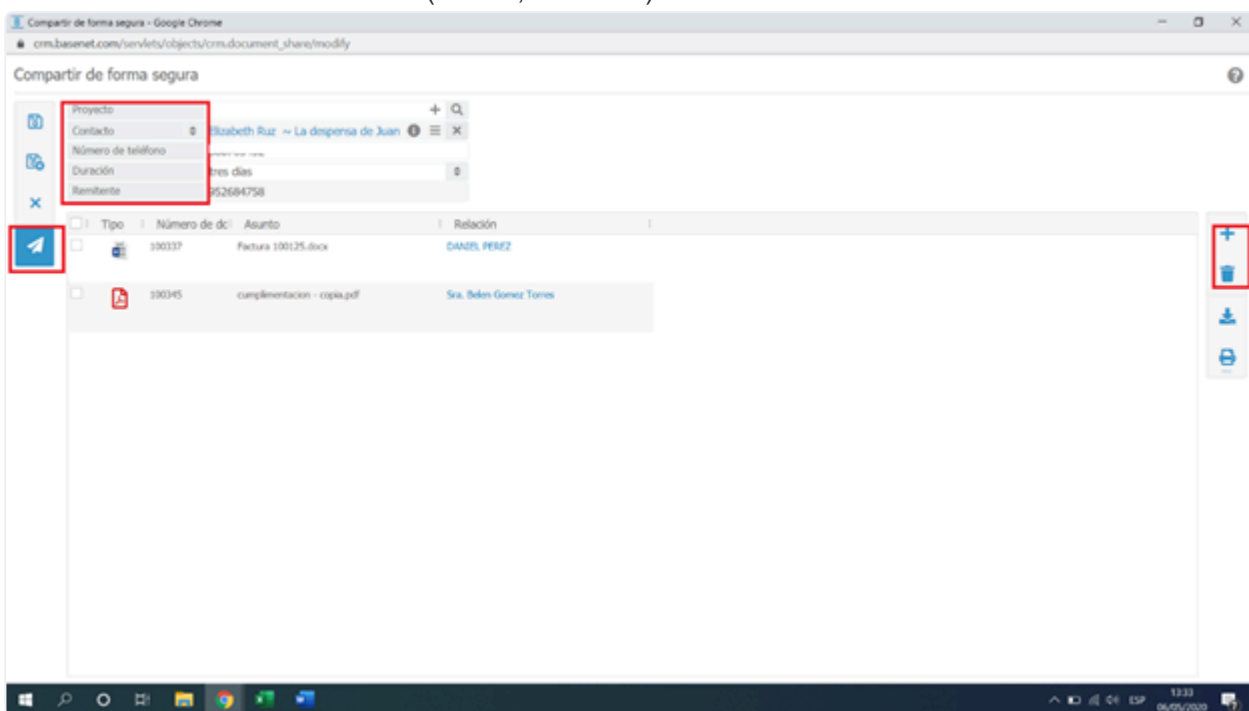 Compartir de forma segura - Google Chrome
crm.basenet.com/servlets/objects/crm.document_share/modify
Compartir de forma segura
Proyecto
Contacto Elizabeth Ruz ~ La despensa de Juan
Número de teléfono
Duración tres días
Remitente 952684758
Tipo Número de dc Asunto Relación
100337 Factura 100125.docx DANIEL PEREZ
100345 cumplimentacion - copia.pdf Sra. Belen Gomez Torres
ESP 13:33
06/05/2020